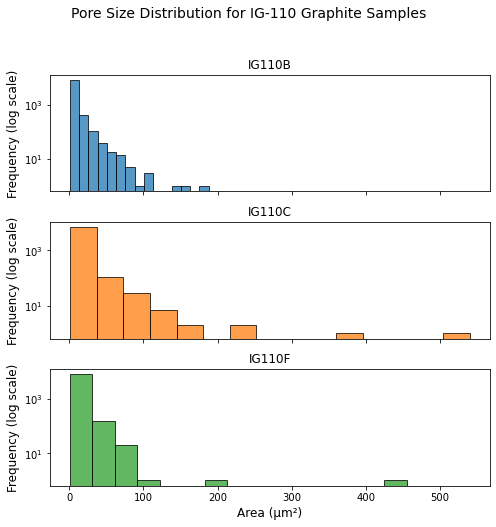 Pore Size Distribution for IG-110 Graphite Samples
IG110B
Frequency (log scale)
10³
10¹
IG110C
Frequency (log scale)
10³
10¹
IG110F
Frequency (log scale)
10³
10¹
0 100 200 300 400 500
Area (μm²)